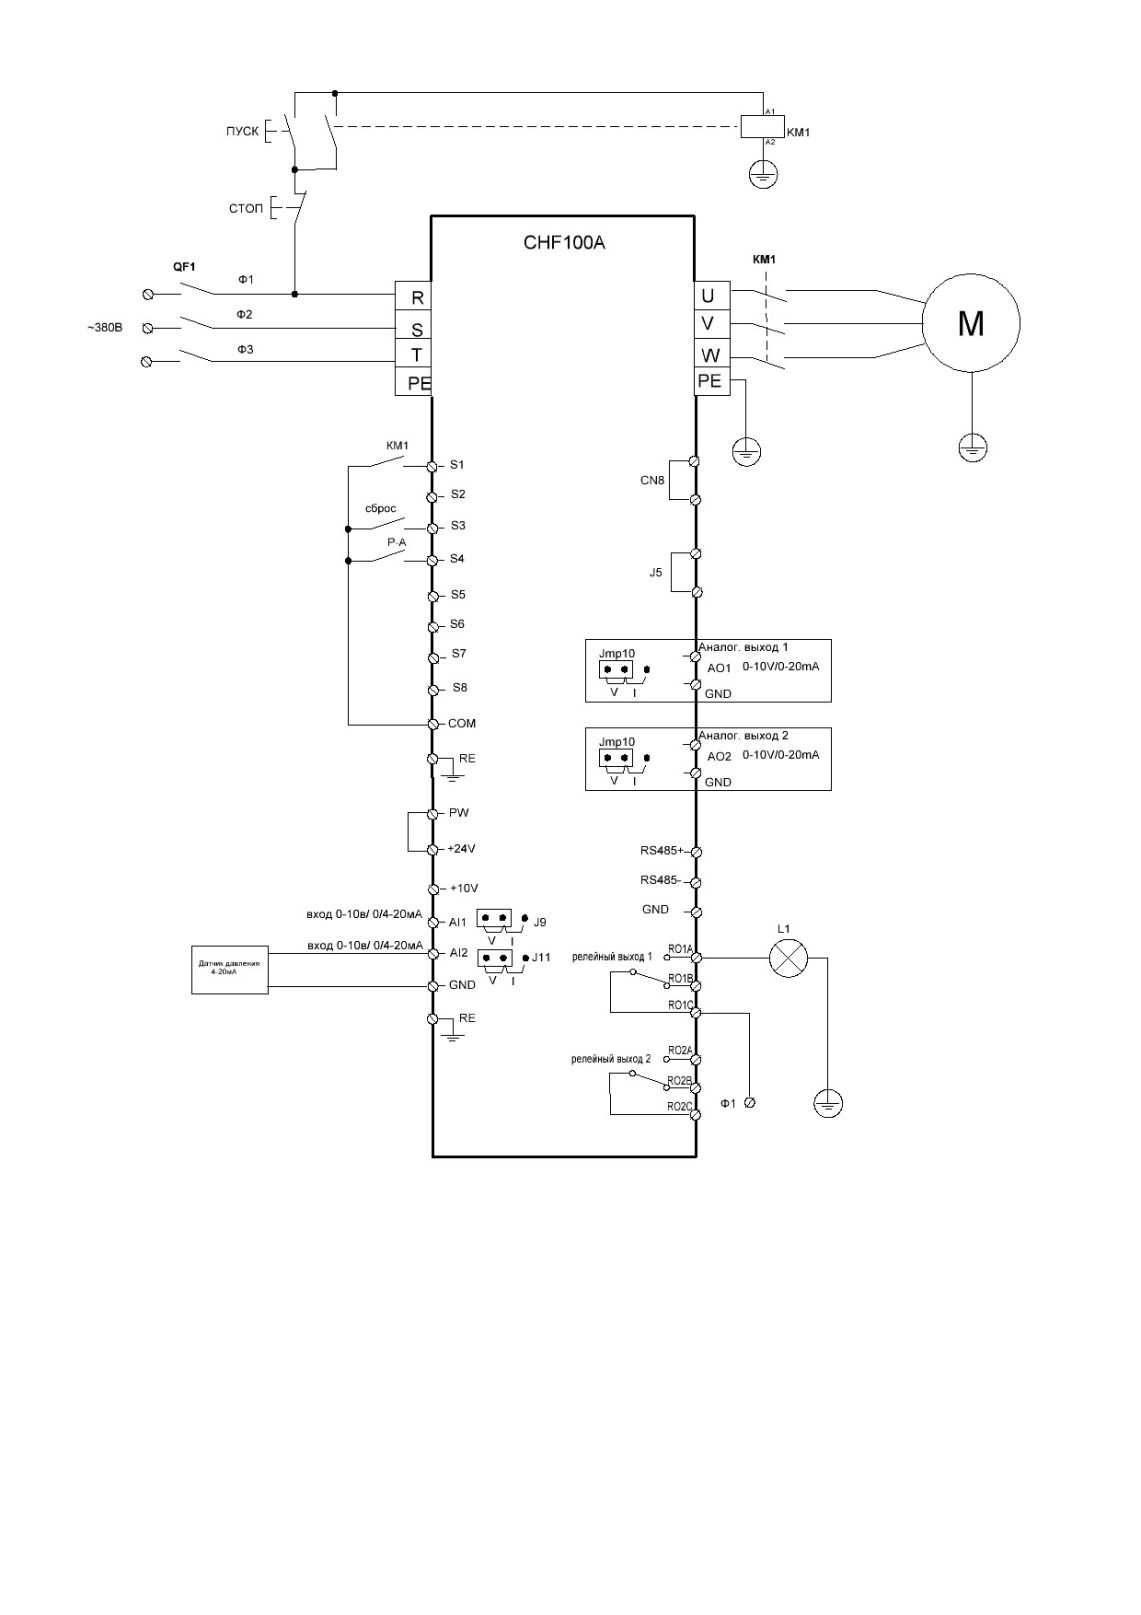 A1
ПУСК
KM1
A2
СТОП
CHF100A
QF1
Ф1
R
U
KM1
~380В
Ф2
S
V
M
Ф3
T
W
PE
PE
KM1
S1
S2
CN8
сброс
S3
Р-А
S4
J5
S5
S6
S7
S8
COM
RE
Jmp10
V I
Аналог. выход 1
AO1 0-10V/0-20mA
GND
Jmp10
V I
Аналог. выход 2
AO2 0-10V/0-20mA
GND
PW
+24V
+10V
RS485+
RS485-
GND
вход 0-10в/ 0/4-20мА
AI1
J9
V I
вход 0-10в/ 0/4-20мА
AI2
J11
V I
Датчик давления
4-20мА
GND
RE
L1
релейный выход 1
RO1A
RO1B
RO1C
релейный выход 2
RO2A
RO2B
RO2C
Ф1